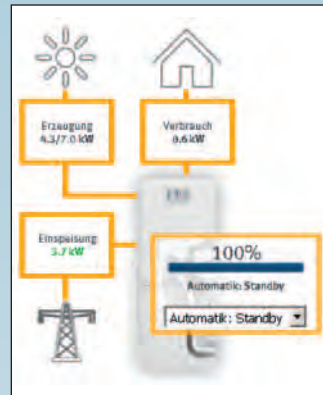 Erzeugung
4.3/7.0 kW
Verbrauch
0.6 kW
Einspeisung
3.7 kW
100%
Automatik: Standby
Automatik: Standby